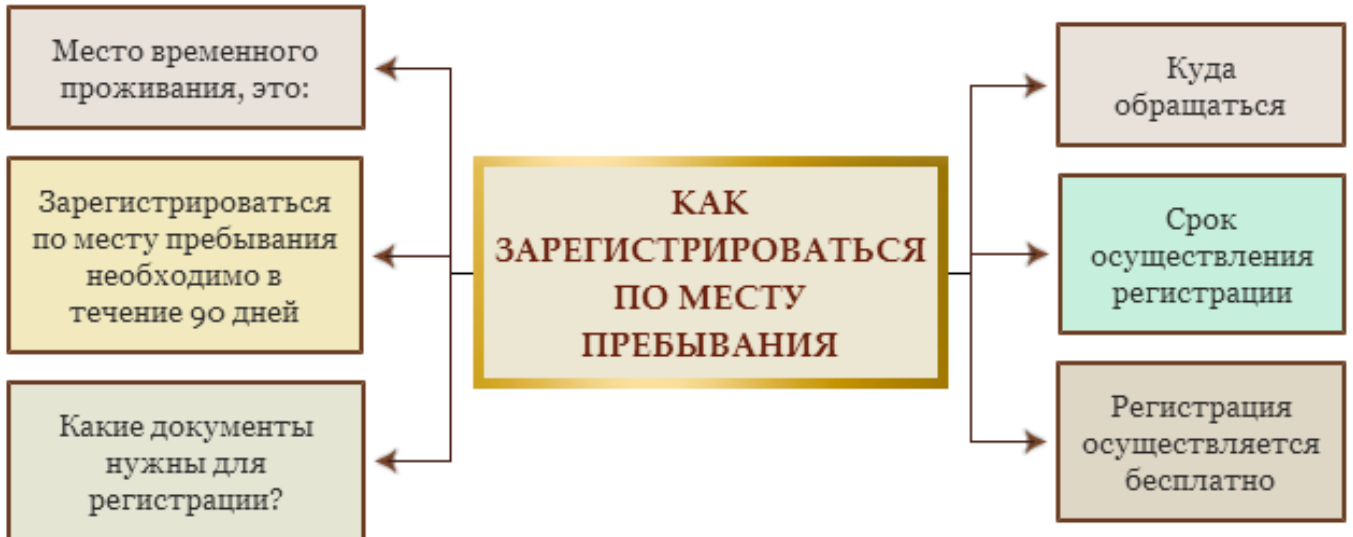 Место временного
проживания, это:
Зарегистрироваться
по месту пребывания
необходимо в
течение 90 дней
Какие документы
нужны для
регистрации?
КАК
ЗАРЕГИСТРИРОВАТЬСЯ
ПО МЕСТУ
ПРЕБЫВАНИЯ
Куда
обращаться
Срок
осуществления
регистрации
Регистрация
осуществляется
бесплатно